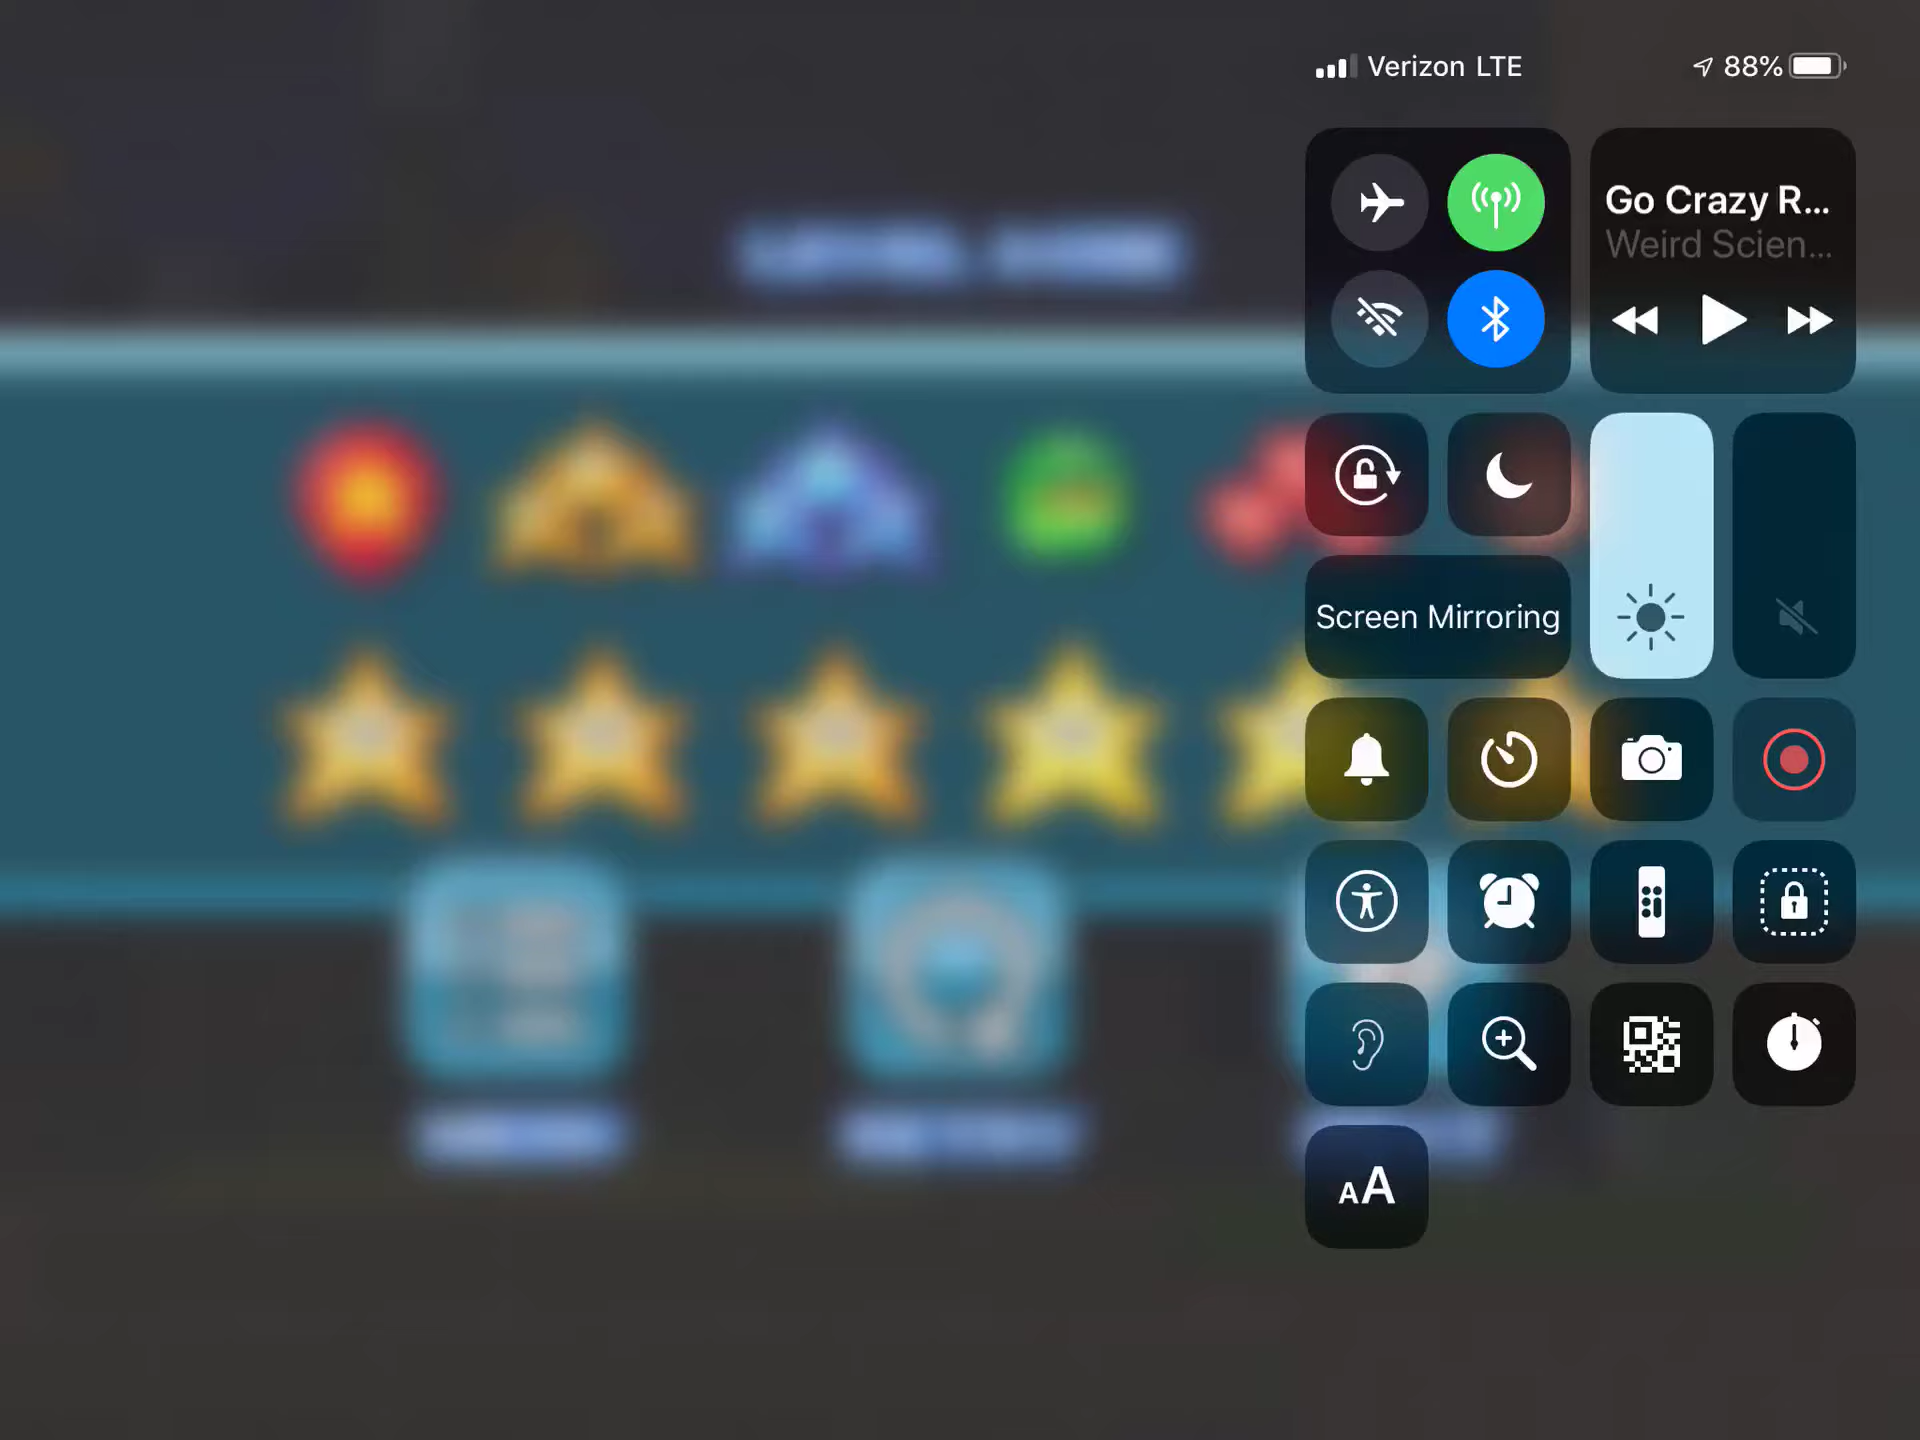 Verizon LTE
88%
Go Crazy R...
Weird Scien...
Screen Mirroring
AA